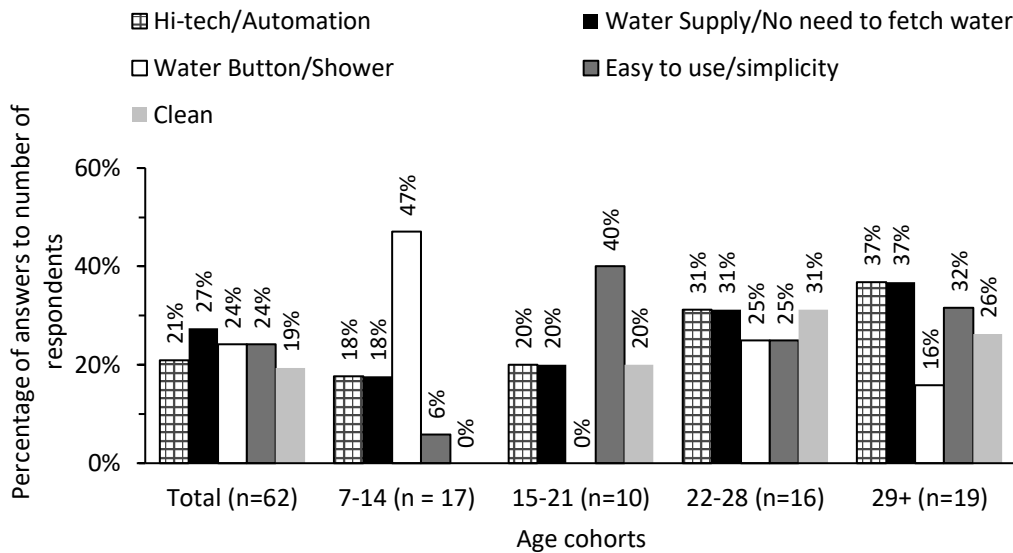 Hi-tech/Automation
Water Supply/No need to fetch water
Water Button/Shower
Easy to use/simplicity
Clean
Percentage of answers to number of
respondents
60%
40%
20%
0%
21%
27%
24%
24%
19%
18%
18%
47%
6%
0%
20%
20%
0%
40%
20%
31%
31%
25%
25%
31%
37%
37%
16%
32%
26%
Total (n=62)
7-14 (n = 17)
15-21 (n=10)
22-28 (n=16)
29+ (n=19)
Age cohorts